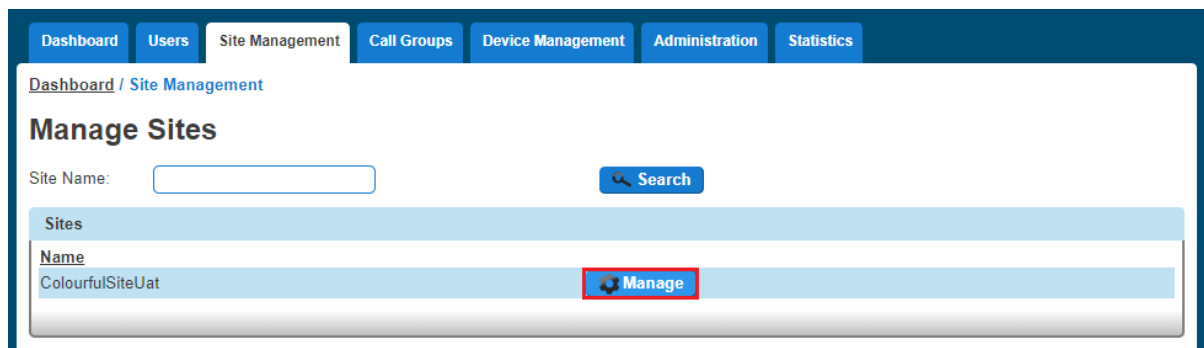 Dashboard Users Site Management Call Groups Device Management Administration Statistics
Dashboard / Site Management
Manage Sites
Site Name: Search
Sites
Name
ColourfulSiteUat Manage